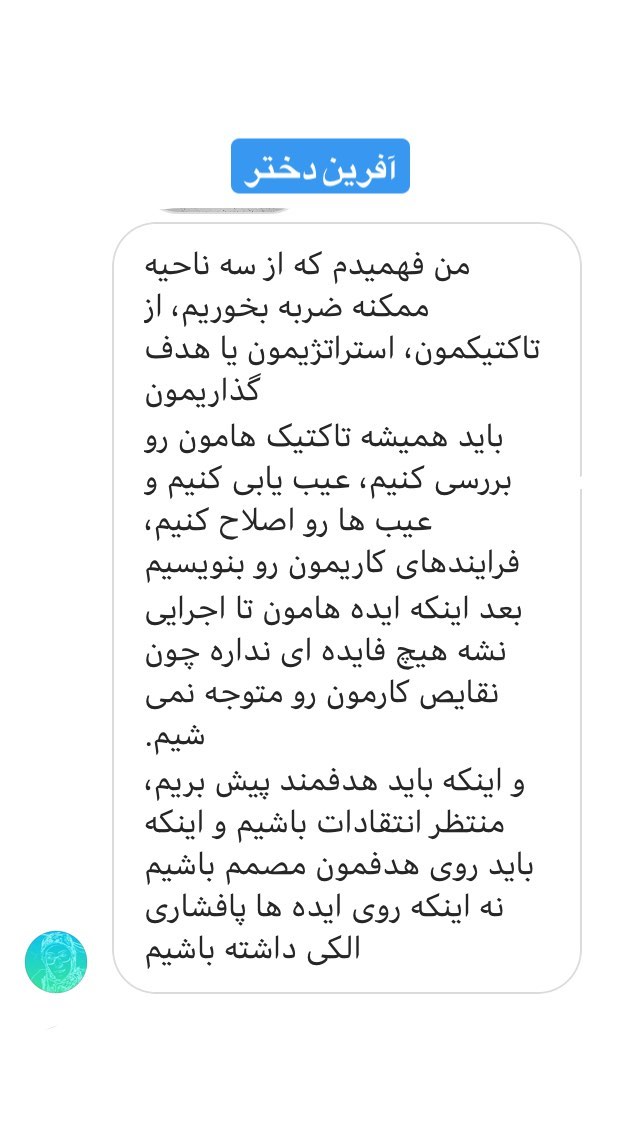 آفرین دختر
من فهمیدم که از سه ناحیه
ممکنه ضربه بخوریم، از
تاکتیکمون، استراتژیمون یا هدف
گذاریمون
باید همیشه تاکتیک هامون رو
بررسی کنیم، عیب یابی کنیم و
عیب ها رو اصلاح کنیم،
فرایندهای کاریمون رو بنویسیم
بعد اینکه ایده هامون تا اجرایی
نشه هیچ فایده ای نداره چون
نقایص کارمون رو متوجه نمی
شیم.
و اینکه باید هدفمند پیش بریم،
منتظر انتقادات باشیم و اینکه
باید روی هدفمون مصمم باشیم
نه اینکه روی ایده ها پافشاری
الکی داشته باشیم